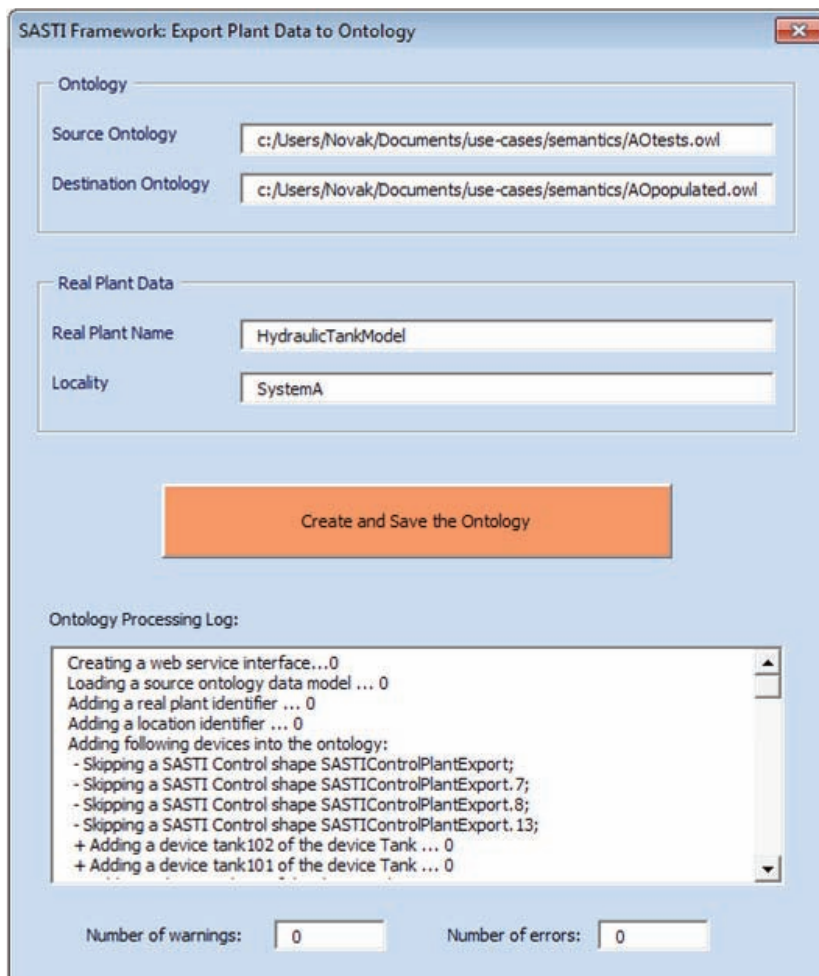 SASTI Framework: Export Plant Data to Ontology
Ontology
Source Ontology c:/Users/Novak/Documents/use-cases/semantics/AOtests.owl
Destination Ontology c:/Users/Novak/Documents/use-cases/semantics/AOpopulated.owl
Real Plant Data
Real Plant Name HydraulicTankModel
Locality SystemA
Create and Save the Ontology
Ontology Processing Log:
Creating a web service interface...0
Loading a source ontology data model ... 0
Adding a real plant identifier ... 0
Adding a location identifier ... 0
Adding following devices into the ontology:
- Skipping a SASTI Control shape SASTIControlPlantExport;
- Skipping a SASTI Control shape SASTIControlPlantExport.7;
- Skipping a SASTI Control shape SASTIControlPlantExport.8;
- Skipping a SASTI Control shape SASTIControlPlantExport.13;
+ Adding a device tank102 of the device Tank ... 0
+ Adding a device tank101 of the device Tank ... 0
Number of warnings: 0 Number of errors: 0